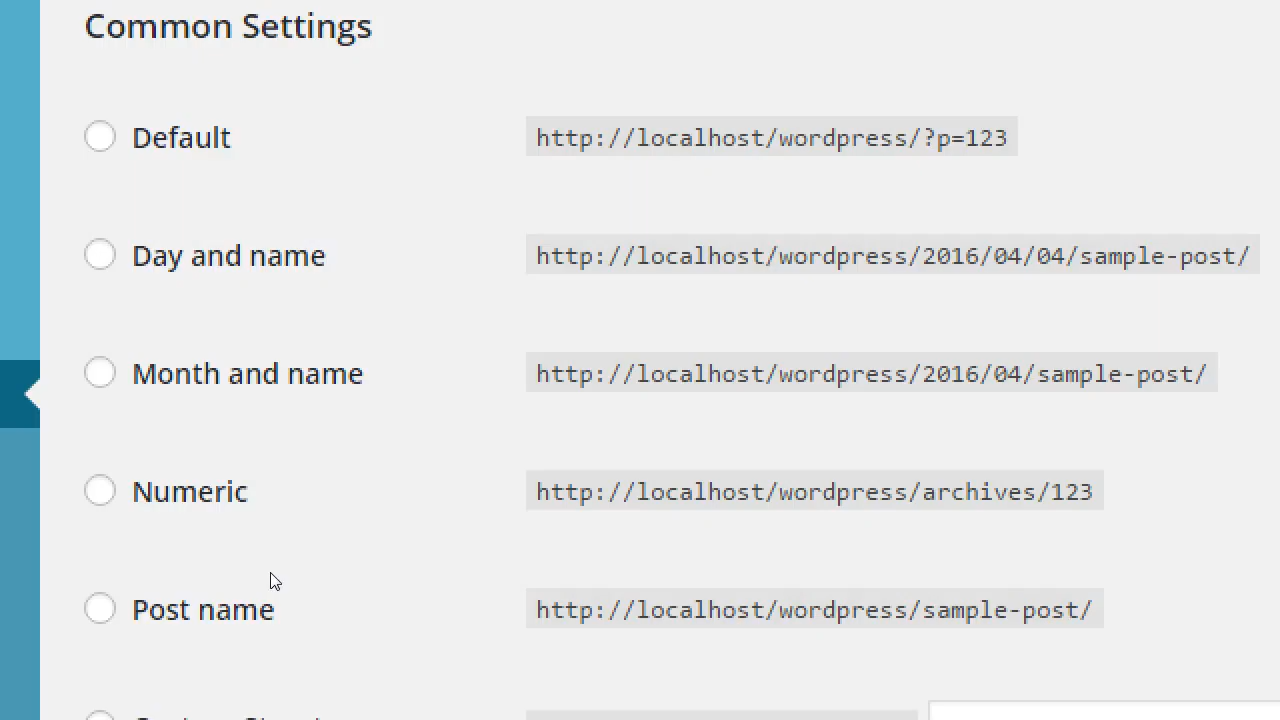 Common Settings
Default http://localhost/wordpress/?p=123
Day and name http://localhost/wordpress/2016/04/04/sample-post/
Month and name http://localhost/wordpress/2016/04/sample-post/
Numeric http://localhost/wordpress/archives/123
Post name http://localhost/wordpress/sample-post/